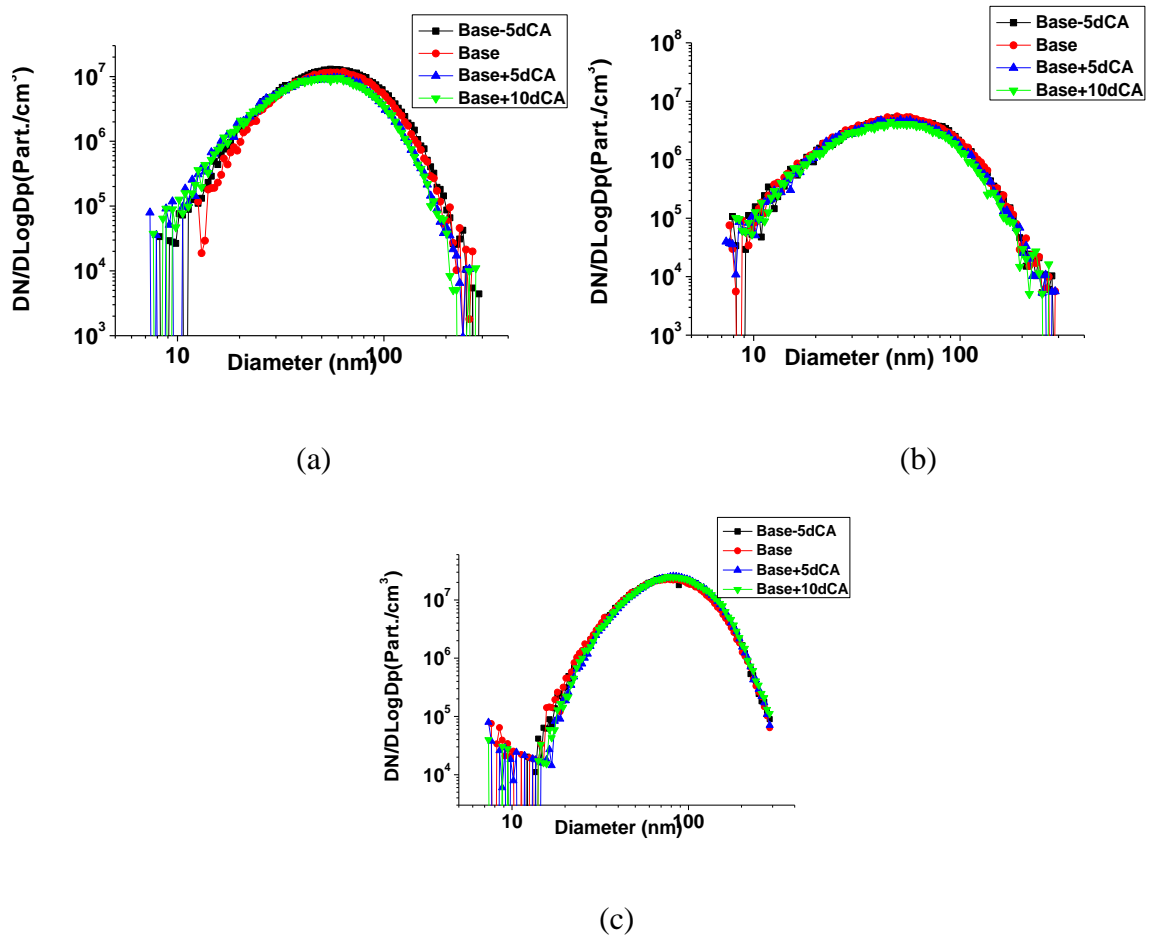 Base-5dCA
Base
Base+5dCA
Base+10dCA
DN/DLogDp(Part./cm³)
10⁷
10⁶
10⁵
10⁴
10³
10
100
Diameter (nm)
(a)
Base-5dCA
Base
Base+5dCA
Base+10dCA
DN/DLogDp(Part./cm³)
10⁸
10⁷
10⁶
10⁵
10⁴
10³
10
100
Diameter (nm)
(b)
Base-5dCA
Base
Base+5dCA
Base+10dCA
DN/DLogDp(Part./cm³)
10⁷
10⁶
10⁵
10⁴
10
100
Diameter (nm)
(c)